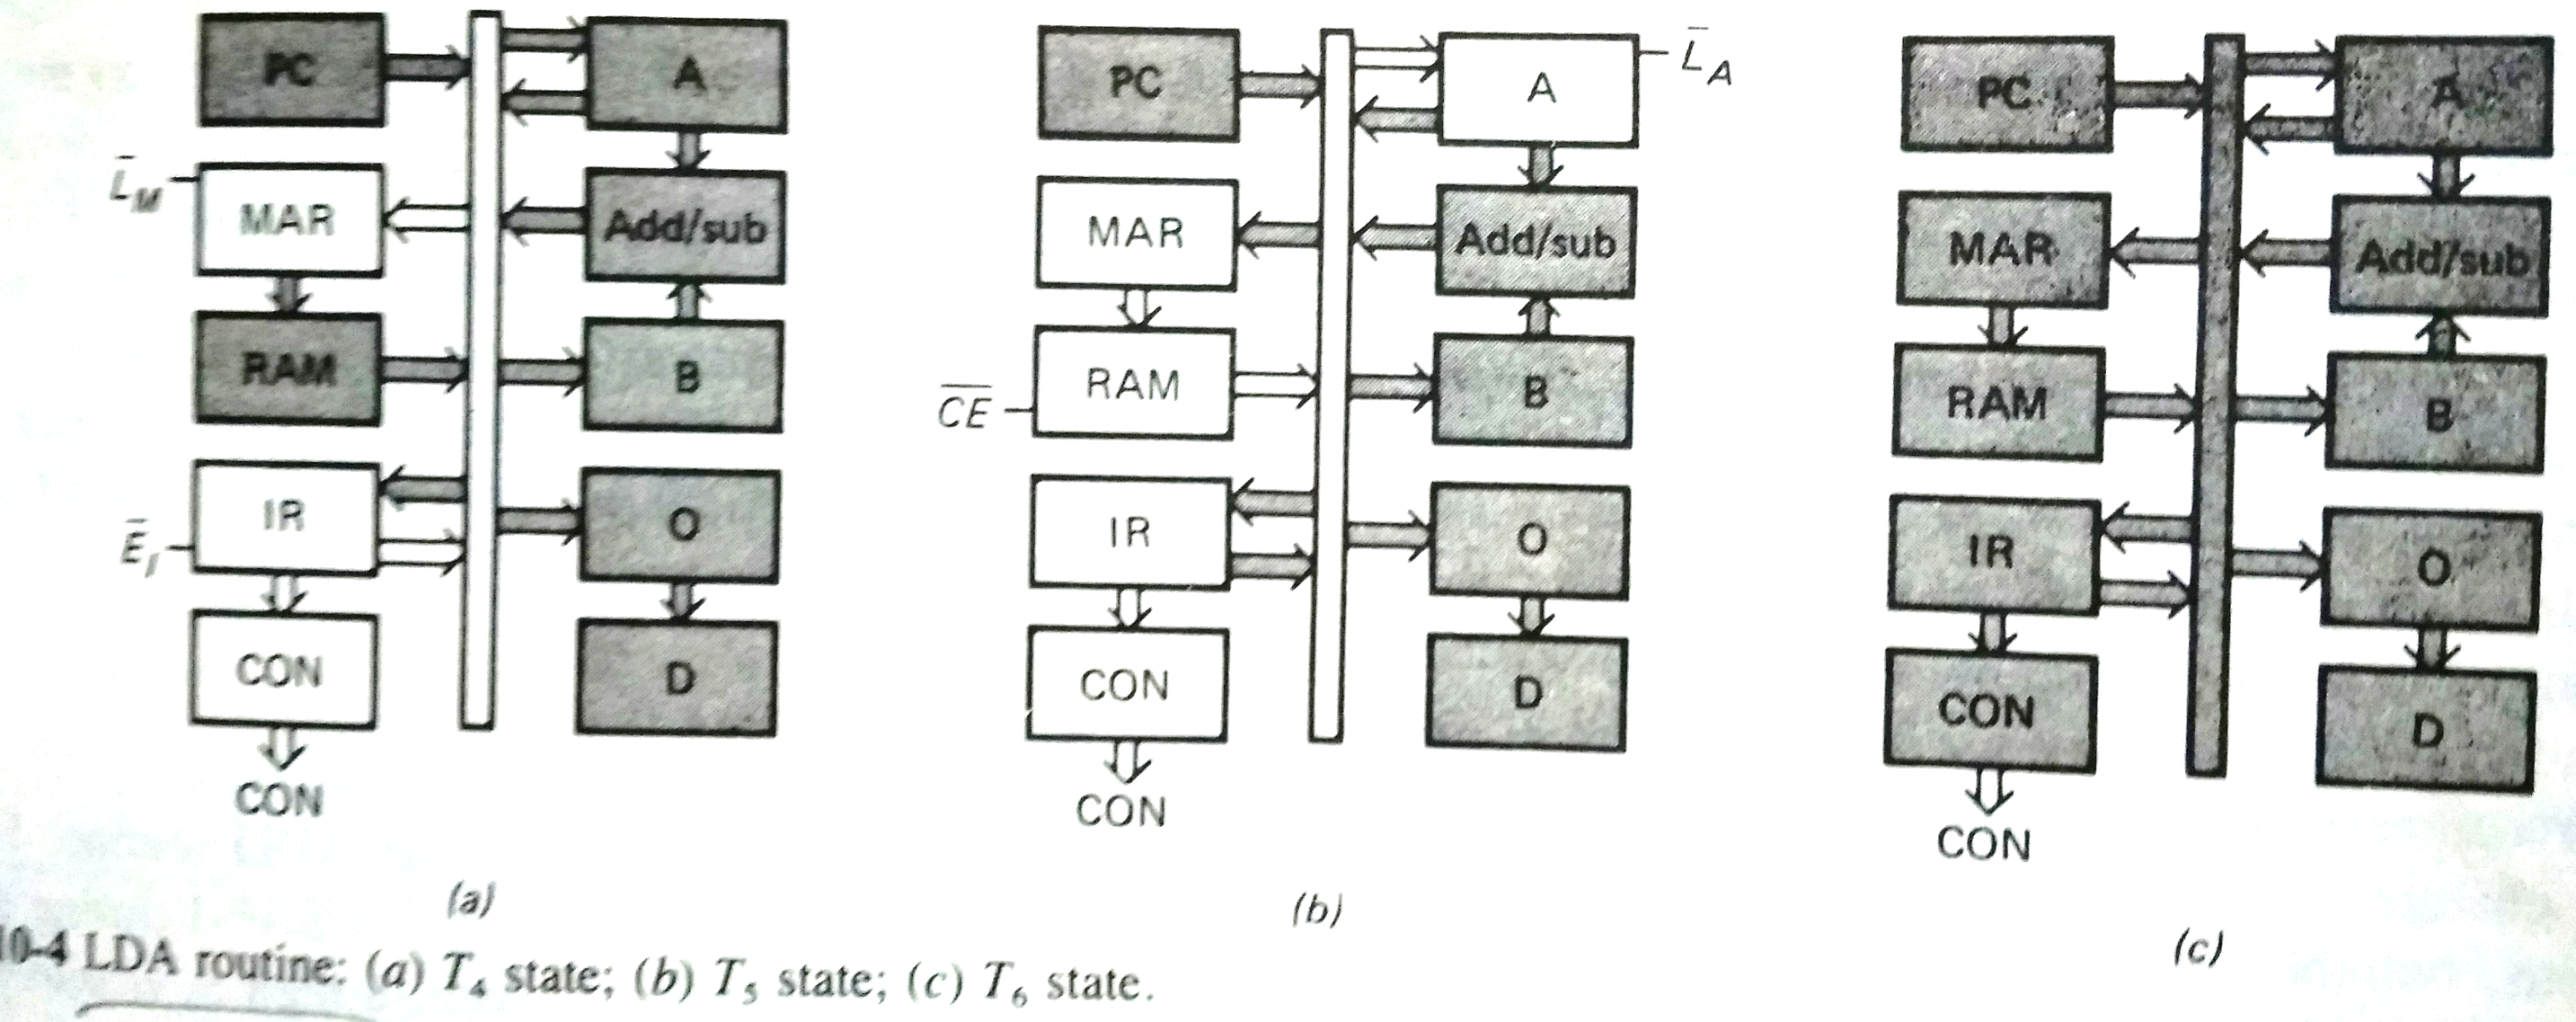 PC
A
L̅M
MAR
Add/sub
RAM
B
IR
O
E̅I
CON
D
CON
(a)
PC
A
L̅A
MAR
Add/sub
RAM
B
C̅E̅
IR
O
CON
D
CON
(b)
PC
A
MAR
Add/sub
RAM
B
IR
O
CON
D
CON
(c)
10-4 LDA routine: (a) T₄ state; (b) T₅ state; (c) T₆ state.